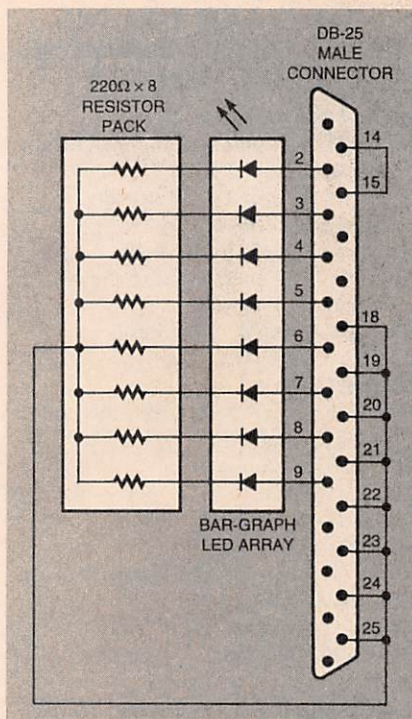 DB-25
MALE
CONNECTOR
220Ω × 8
RESISTOR
PACK
14
2
15
3
4
5
18
6
19
7
20
8
21
9
22
BAR-GRAPH
LED ARRAY
23
24
25